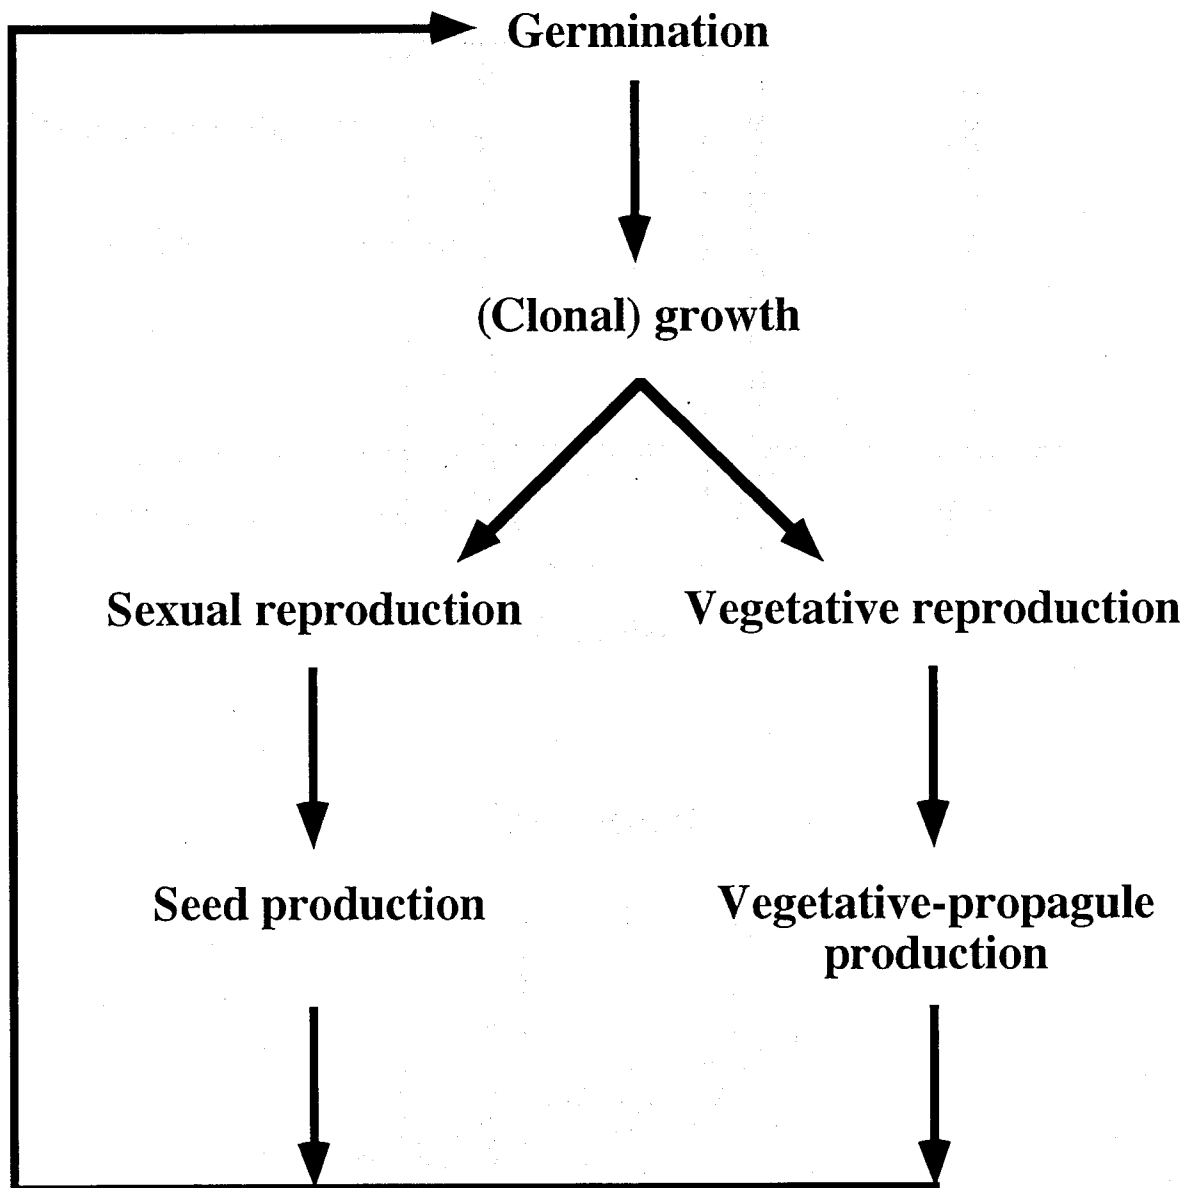 Germination
(Clonal) growth
Sexual reproduction
Vegetative reproduction
Seed production
Vegetative-propagule
production